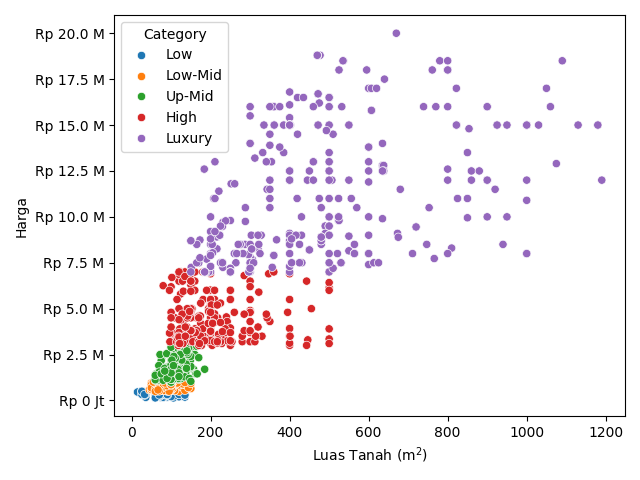 Rp 20.0 M
Rp 17.5 M
Rp 15.0 M
Rp 12.5 M
Rp 10.0 M
Rp 7.5 M
Rp 5.0 M
Rp 2.5 M
Rp 0 Jt
Harga
Category
Low
Low-Mid
Up-Mid
High
Luxury
0 200 400 600 800 1000 1200
Luas Tanah (m²)